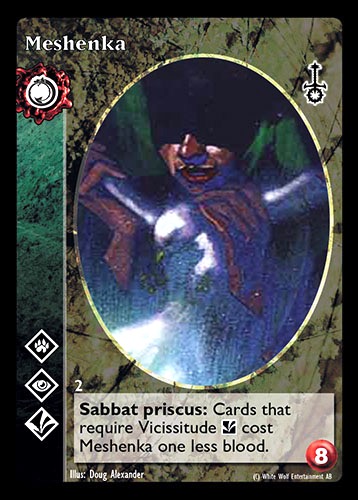 Meshenka
2
Sabbat priscus: Cards that
require Vicissitude cost
Meshenka one less blood.
8
Illus: Doug Alexander
(C) White Wolf Entertainment AB